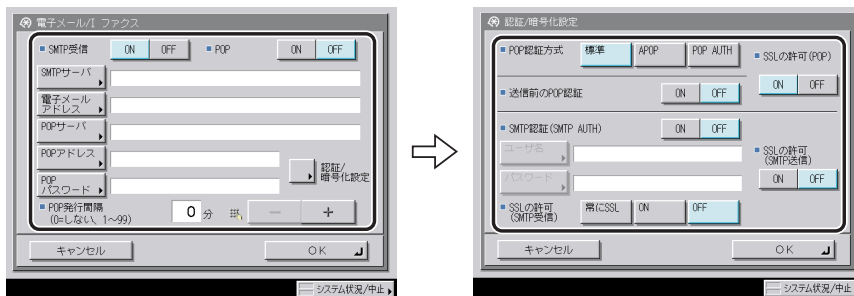 電子メール/I ファクス
SMTP受信 ON OFF POP ON OFF
SMTPサーバ
電子メール
アドレス
POPサーバ
POPアドレス
POP
パスワード
認証/
暗号化設定
POP発行間隔
(0=しない、1~99)
0 分 － ＋
キャンセル OK
システム状況/中止
認証/暗号化設定
POP認証方式 標準 APOP POP AUTH
SSLの許可(POP)
ON OFF
送信前のPOP認証 ON OFF
SMTP認証(SMTP AUTH) ON OFF
ユーザ名
パスワード
SSLの許可
(SMTP送信)
ON OFF
SSLの許可
(SMTP受信)
常にSSL ON OFF
キャンセル OK
システム状況/中止